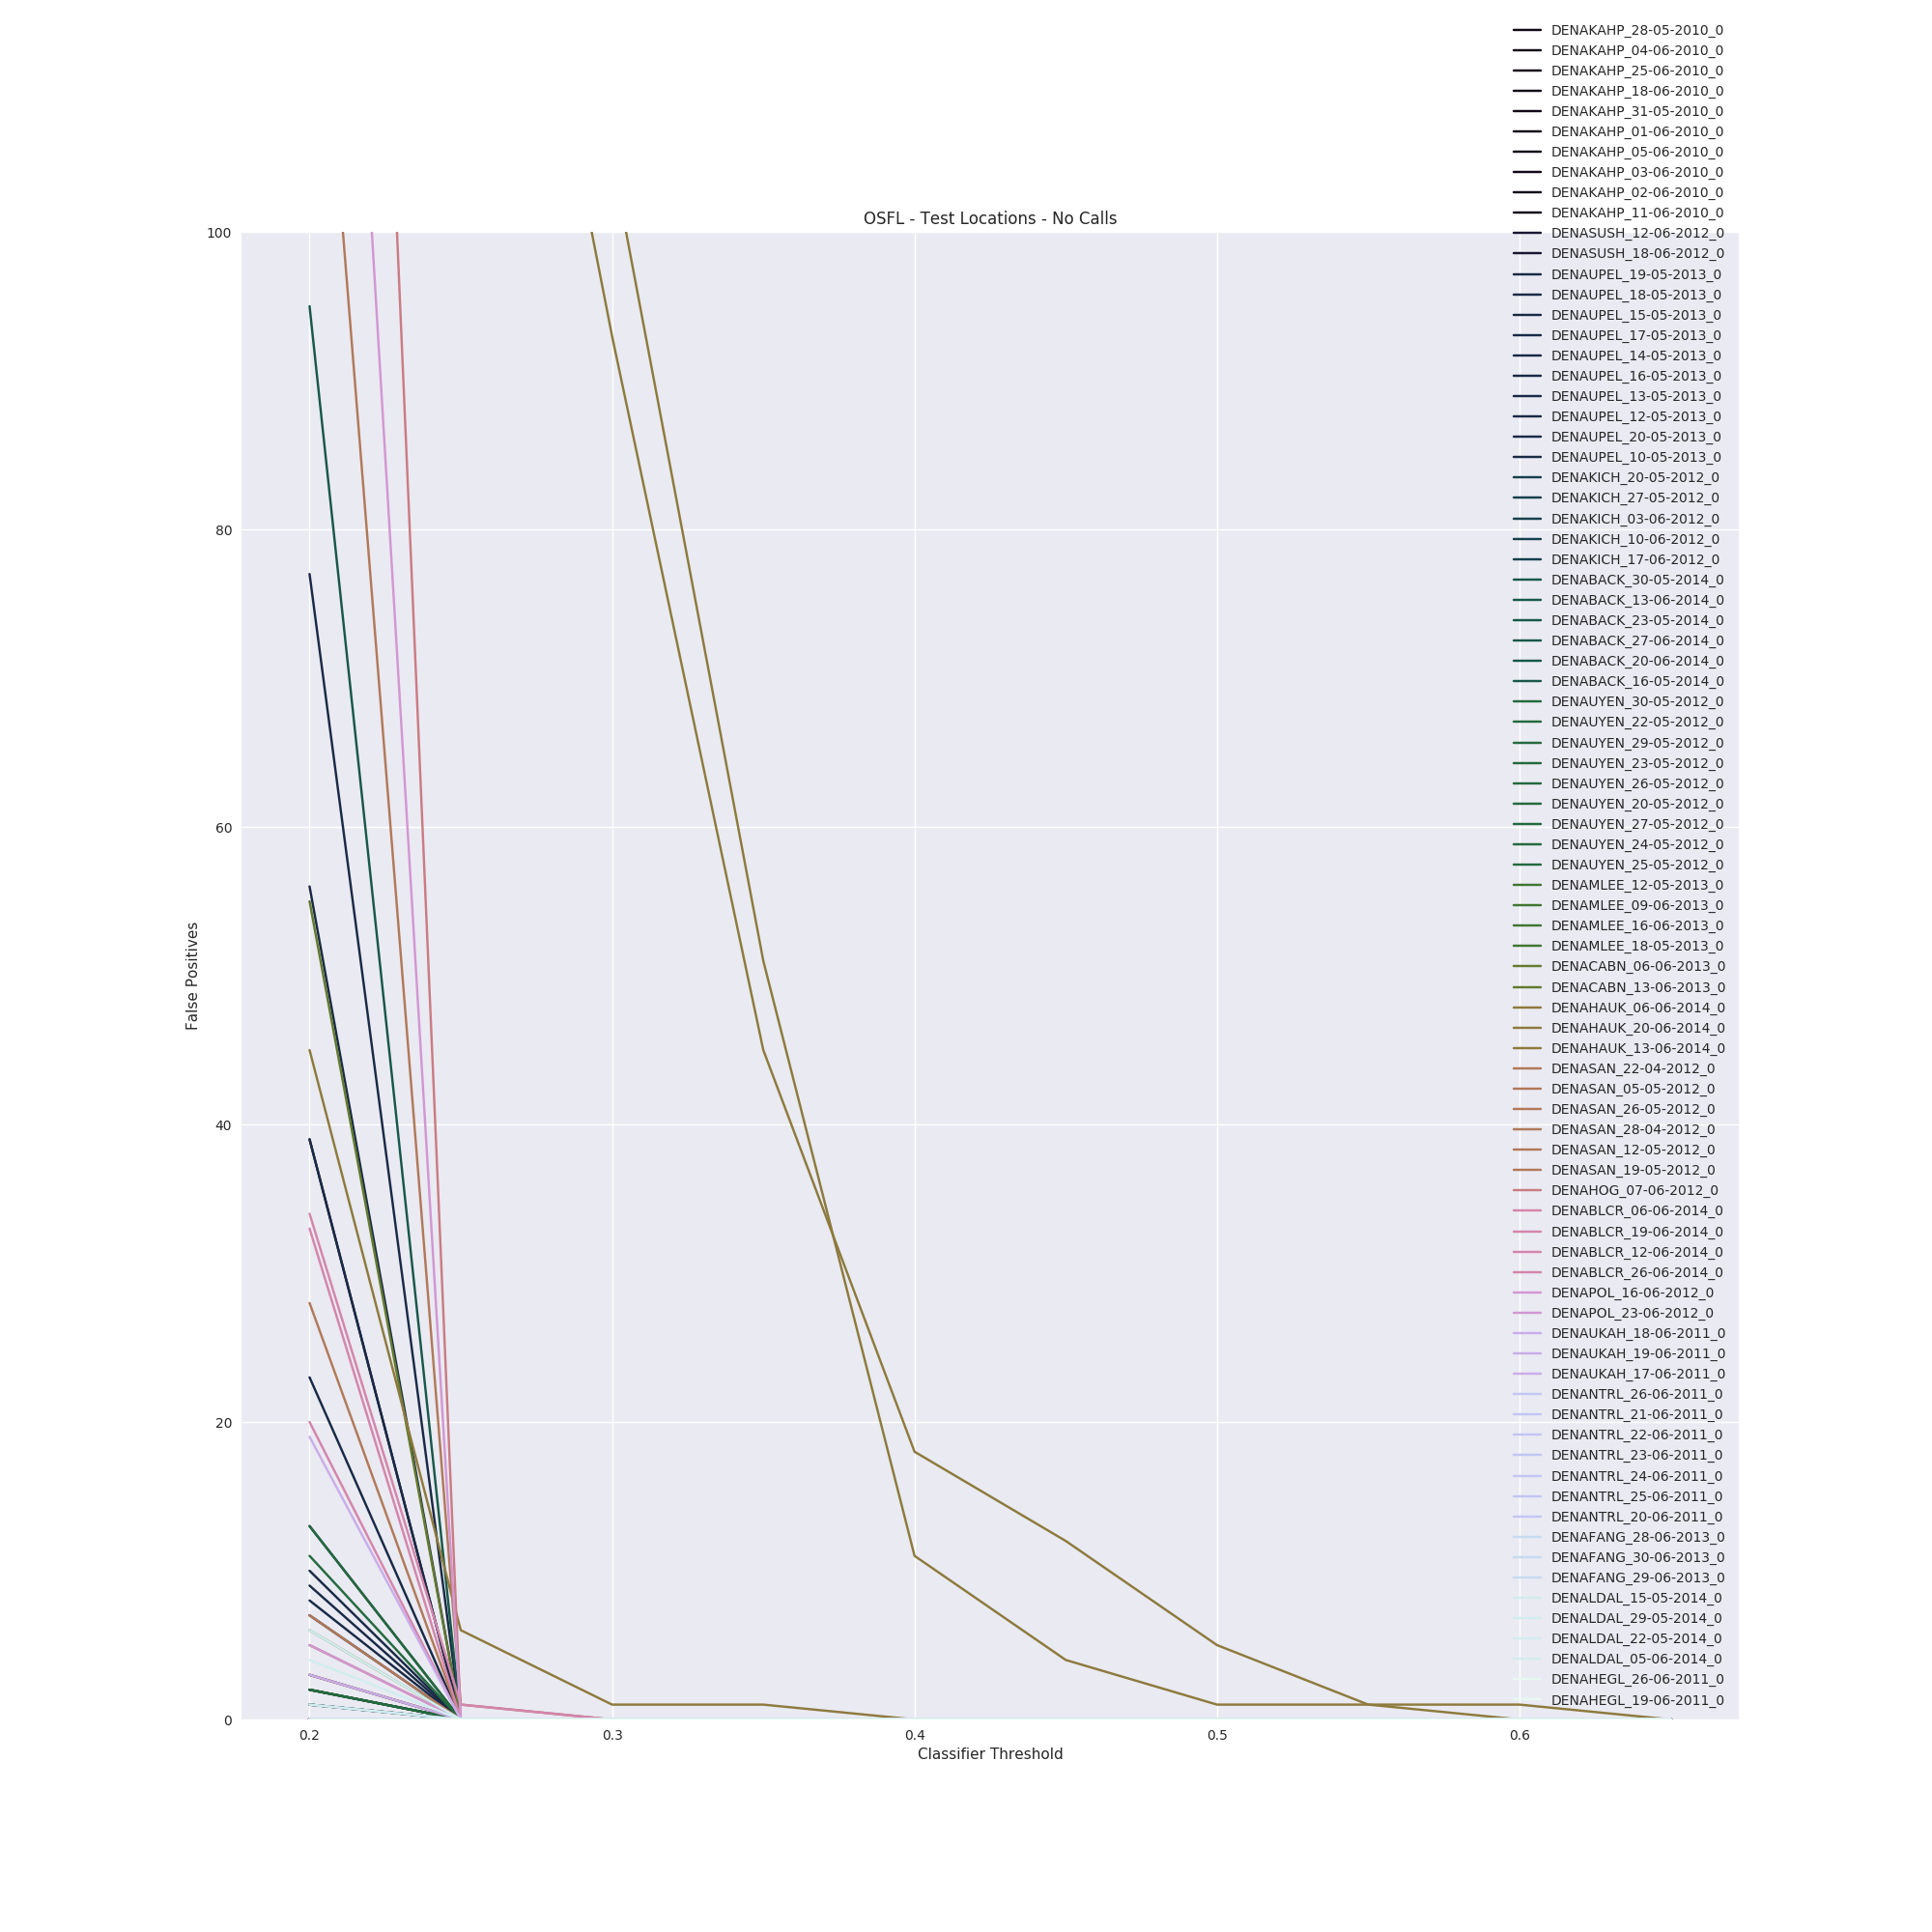 OSFL - Test Locations - No Calls
100
80
60
40
20
0
False Positives
0.2
0.3
0.4
0.5
0.6
Classifier Threshold
DENAKAHP_28-05-2010_0
DENAKAHP_04-06-2010_0
DENAKAHP_25-06-2010_0
DENAKAHP_18-06-2010_0
DENAKAHP_31-05-2010_0
DENAKAHP_01-06-2010_0
DENAKAHP_05-06-2010_0
DENAKAHP_03-06-2010_0
DENAKAHP_02-06-2010_0
DENAKAHP_11-06-2010_0
DENASUSH_12-06-2012_0
DENASUSH_18-06-2012_0
DENAUPEL_19-05-2013_0
DENAUPEL_18-05-2013_0
DENAUPEL_15-05-2013_0
DENAUPEL_17-05-2013_0
DENAUPEL_14-05-2013_0
DENAUPEL_16-05-2013_0
DENAUPEL_13-05-2013_0
DENAUPEL_12-05-2013_0
DENAUPEL_20-05-2013_0
DENAUPEL_10-05-2013_0
DENAKICH_20-05-2012_0
DENAKICH_27-05-2012_0
DENAKICH_03-06-2012_0
DENAKICH_10-06-2012_0
DENAKICH_17-06-2012_0
DENABACK_30-05-2014_0
DENABACK_13-06-2014_0
DENABACK_23-05-2014_0
DENABACK_27-06-2014_0
DENABACK_20-06-2014_0
DENABACK_16-05-2014_0
DENAUYEN_30-05-2012_0
DENAUYEN_22-05-2012_0
DENAUYEN_29-05-2012_0
DENAUYEN_23-05-2012_0
DENAUYEN_26-05-2012_0
DENAUYEN_20-05-2012_0
DENAUYEN_27-05-2012_0
DENAUYEN_24-05-2012_0
DENAUYEN_25-05-2012_0
DENAMLEE_12-05-2013_0
DENAMLEE_09-06-2013_0
DENAMLEE_16-06-2013_0
DENAMLEE_18-05-2013_0
DENACABN_06-06-2013_0
DENACABN_13-06-2013_0
DENAHAUK_06-06-2014_0
DENAHAUK_20-06-2014_0
DENAHAUK_13-06-2014_0
DENASAN_22-04-2012_0
DENASAN_05-05-2012_0
DENASAN_26-05-2012_0
DENASAN_28-04-2012_0
DENASAN_12-05-2012_0
DENASAN_19-05-2012_0
DENAHOG_07-06-2012_0
DENABLCR_06-06-2014_0
DENABLCR_19-06-2014_0
DENABLCR_12-06-2014_0
DENABLCR_26-06-2014_0
DENAPOL_16-06-2012_0
DENAPOL_23-06-2012_0
DENAUKAH_18-06-2011_0
DENAUKAH_19-06-2011_0
DENAUKAH_17-06-2011_0
DENANTRL_26-06-2011_0
DENANTRL_21-06-2011_0
DENANTRL_22-06-2011_0
DENANTRL_23-06-2011_0
DENANTRL_24-06-2011_0
DENANTRL_25-06-2011_0
DENANTRL_20-06-2011_0
DENAFANG_28-06-2013_0
DENAFANG_30-06-2013_0
DENAFANG_29-06-2013_0
DENALDAL_15-05-2014_0
DENALDAL_29-05-2014_0
DENALDAL_22-05-2014_0
DENALDAL_05-06-2014_0
DENAHEGL_26-06-2011_0
DENAHEGL_19-06-2011_0